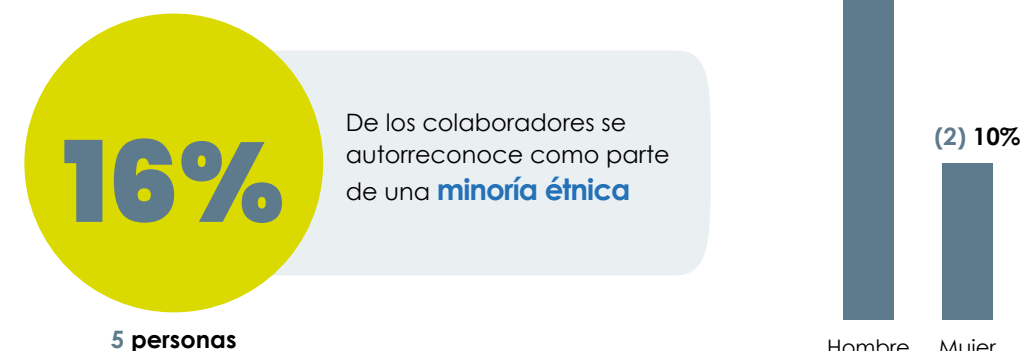 16%
De los colaboradores se
autorreconoce como parte
de una minoría étnica
5 personas
(2) 10%
Hombre
Mujer